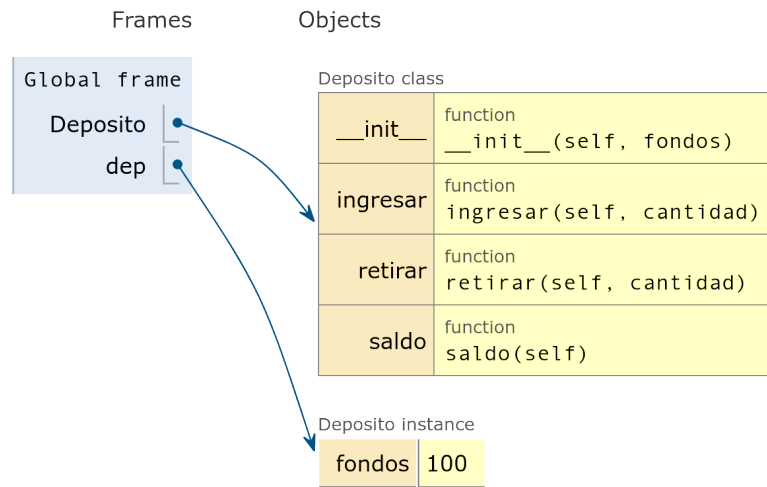 Frames Objects
Global frame
Deposito
dep
Deposito class
__init__ function
__init__(self, fondos)
ingresar function
ingresar(self, cantidad)
retirar function
retirar(self, cantidad)
saldo function
saldo(self)
Deposito instance
fondos 100